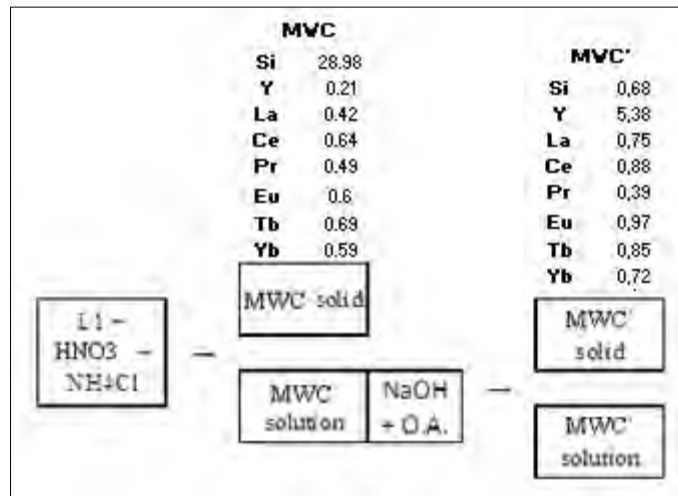 MVC
Si 28.98
Y 0.21
La 0.42
Ce 0.64
Pr 0.49
Eu 0.6
Tb 0.69
Yb 0.59
MVC'
Si 0,68
Y 5,38
La 0,75
Ce 0,88
Pr 0,39
Eu 0,97
Tb 0,85
Yb 0,72
L1 –
HNO3 –
NH4Cl
–
MWC solid
MWC
solution
NaOH
+ O.A.
→
MWC'
solid
MWC'
solution